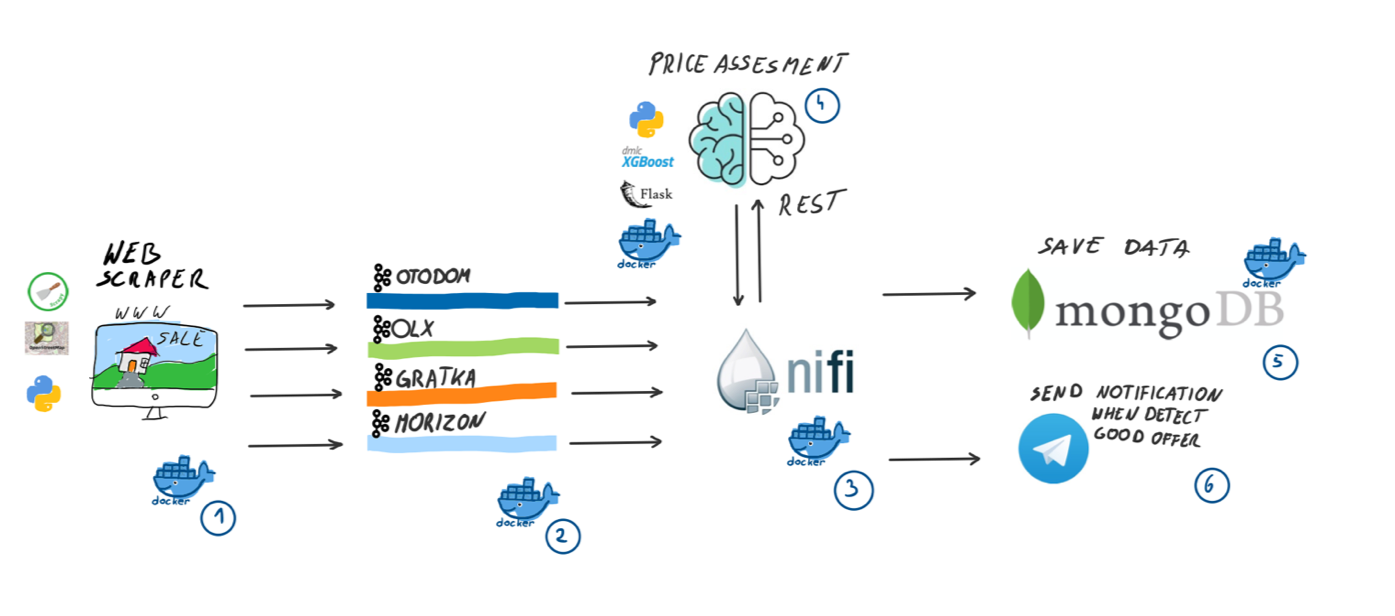 PRICE ASSESMENT
4
dmlc
XGBoost
Flask
docker
REST
WEB
SCRAPER
WWW
SALE
docker
1
OTODOM
OLX
GRATKA
MORIZON
docker
2
nifi
docker
3
SAVE DATA
docker
mongoDB
5
SEND NOTIFICATION
WHEN DETECT
GOOD OFFER
6